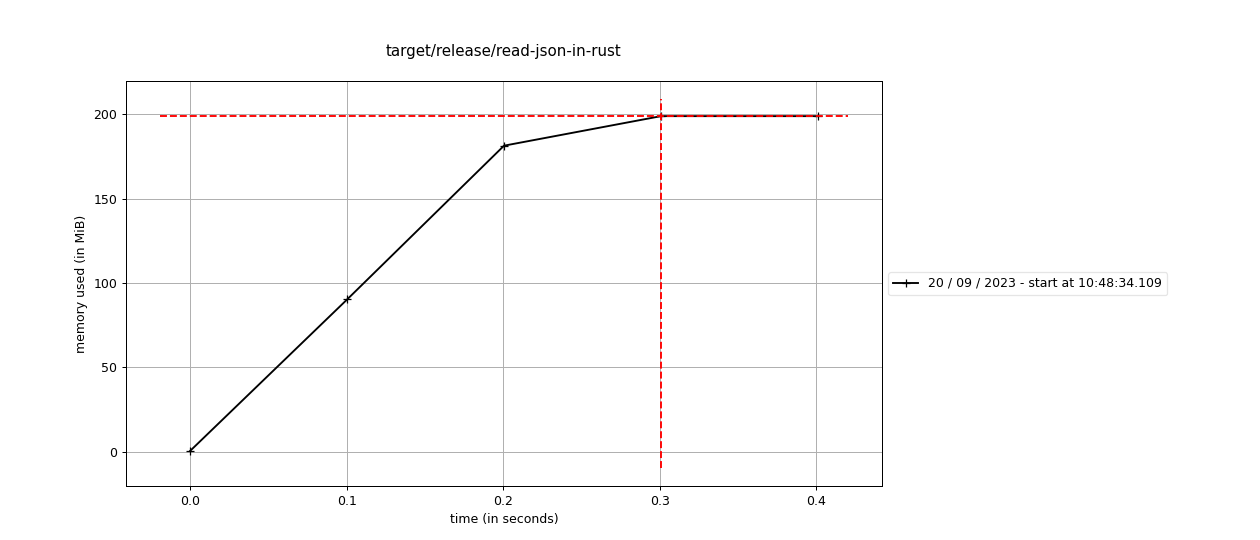 target/release/read-json-in-rust
200
150
100
50
0
memory used (in MiB)
0.0 0.1 0.2 0.3 0.4
time (in seconds)
20 / 09 / 2023 - start at 10:48:34.109